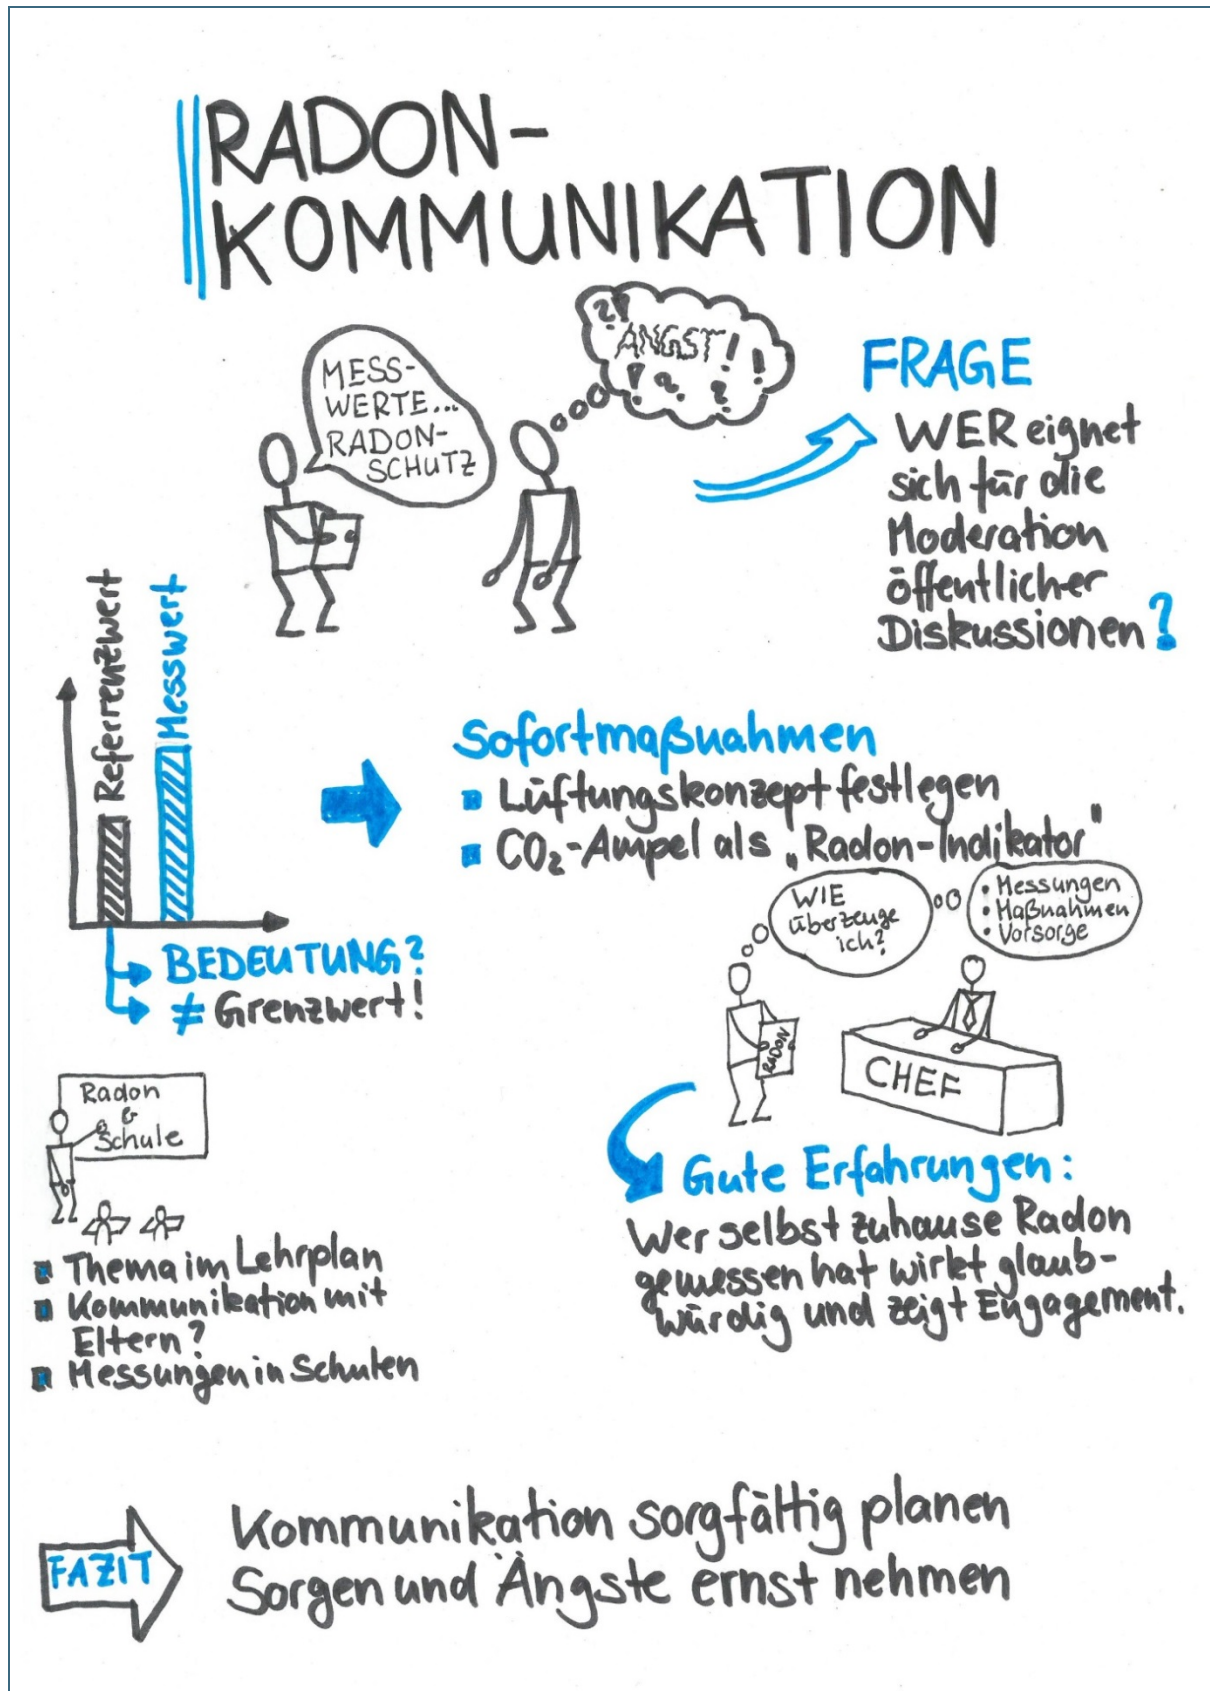 RADON-
KOMMUNIKATION
MESS-
WERTE...
RADON-
SCHUTZ
?!
ANGST!!
! ? ?
FRAGE
WER eignet
sich für die
Moderation
öffentlicher
Diskussionen?
Referrenzwert
Messwert
BEDEUTUNG?
≠ Grenzwert!
Sofortmaßnahmen
Lüftungskonzept festlegen
CO₂-Ampel als „Radon-Indikator"
WIE
überzeuge
ich?
• Messungen
• Maßnahmen
• Vorsorge
RADON
CHEF
Gute Erfahrungen:
Wer selbst zuhause Radon
gemessen hat wirkt glaub-
würdig und zeigt Engagement.
Radon
&
Schule
Thema im Lehrplan
Kommunikation mit
Eltern?
Messungen in Schulen
FAZIT
Kommunikation sorgfältig planen
Sorgen und Ängste ernst nehmen